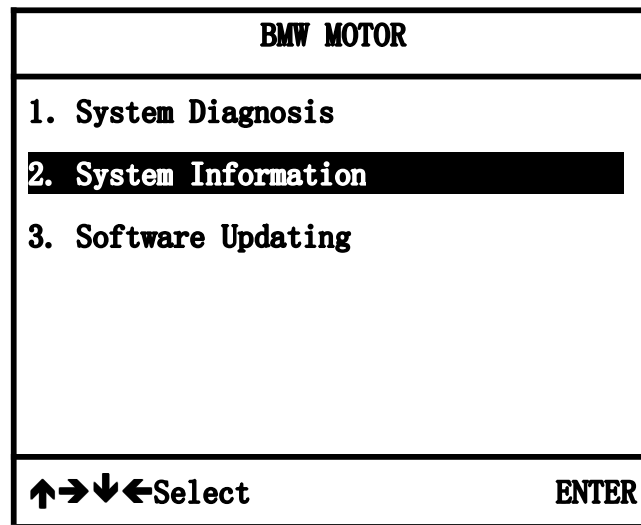 BMW MOTOR
1. System Diagnosis
2. System Information
3. Software Updating
↑→↓←Select ENTER